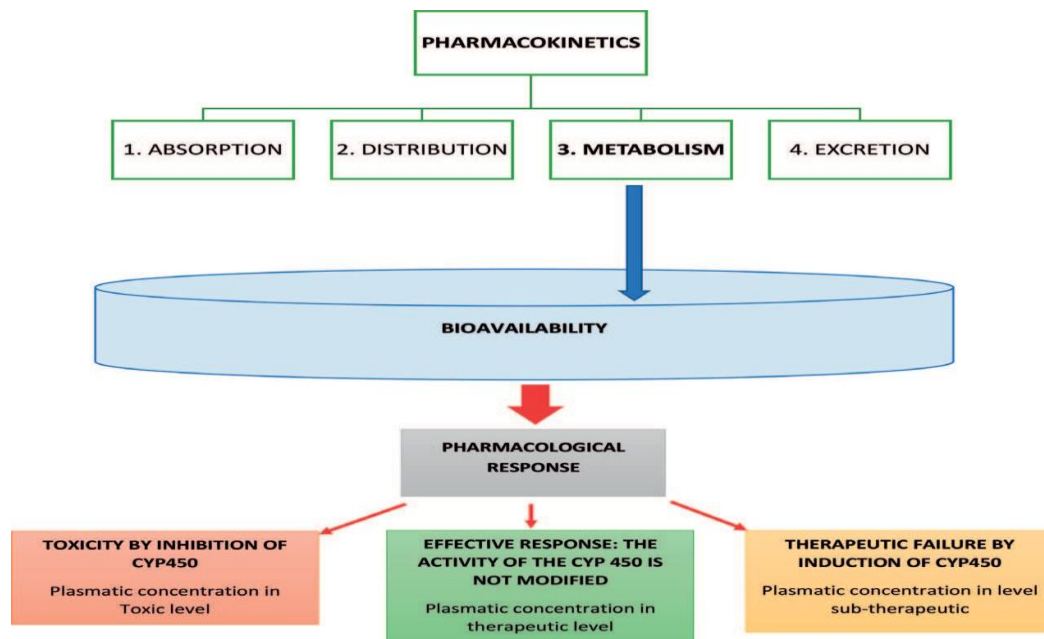 PHARMACOKINETICS
1. ABSORPTION
2. DISTRIBUTION
3. METABOLISM
4. EXCRETION
BIOAVAILABILITY
PHARMACOLOGICAL
RESPONSE
TOXICITY BY INHIBITION OF
CYP450
Plasmatic concentration in
Toxic level
EFFECTIVE RESPONSE: THE
ACTIVITY OF THE CYP 450 IS
NOT MODIFIED
Plasmatic concentration in
therapeutic level
THERAPEUTIC FAILURE BY
INDUCTION OF CYP450
Plasmatic concentration in level
sub-therapeutic